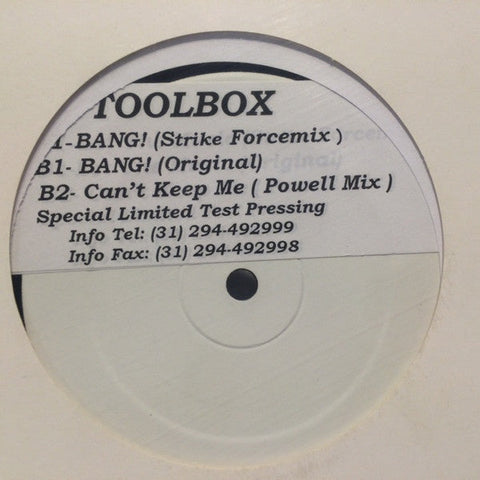 TOOLBOX
1-BANG! (Strike Forcemix )
B1- BANG! (Original)
B2- Can't Keep Me ( Powell Mix )
Special Limited Test Pressing
Info Tel: (31) 294-492999
Info Fax: (31) 294-492998